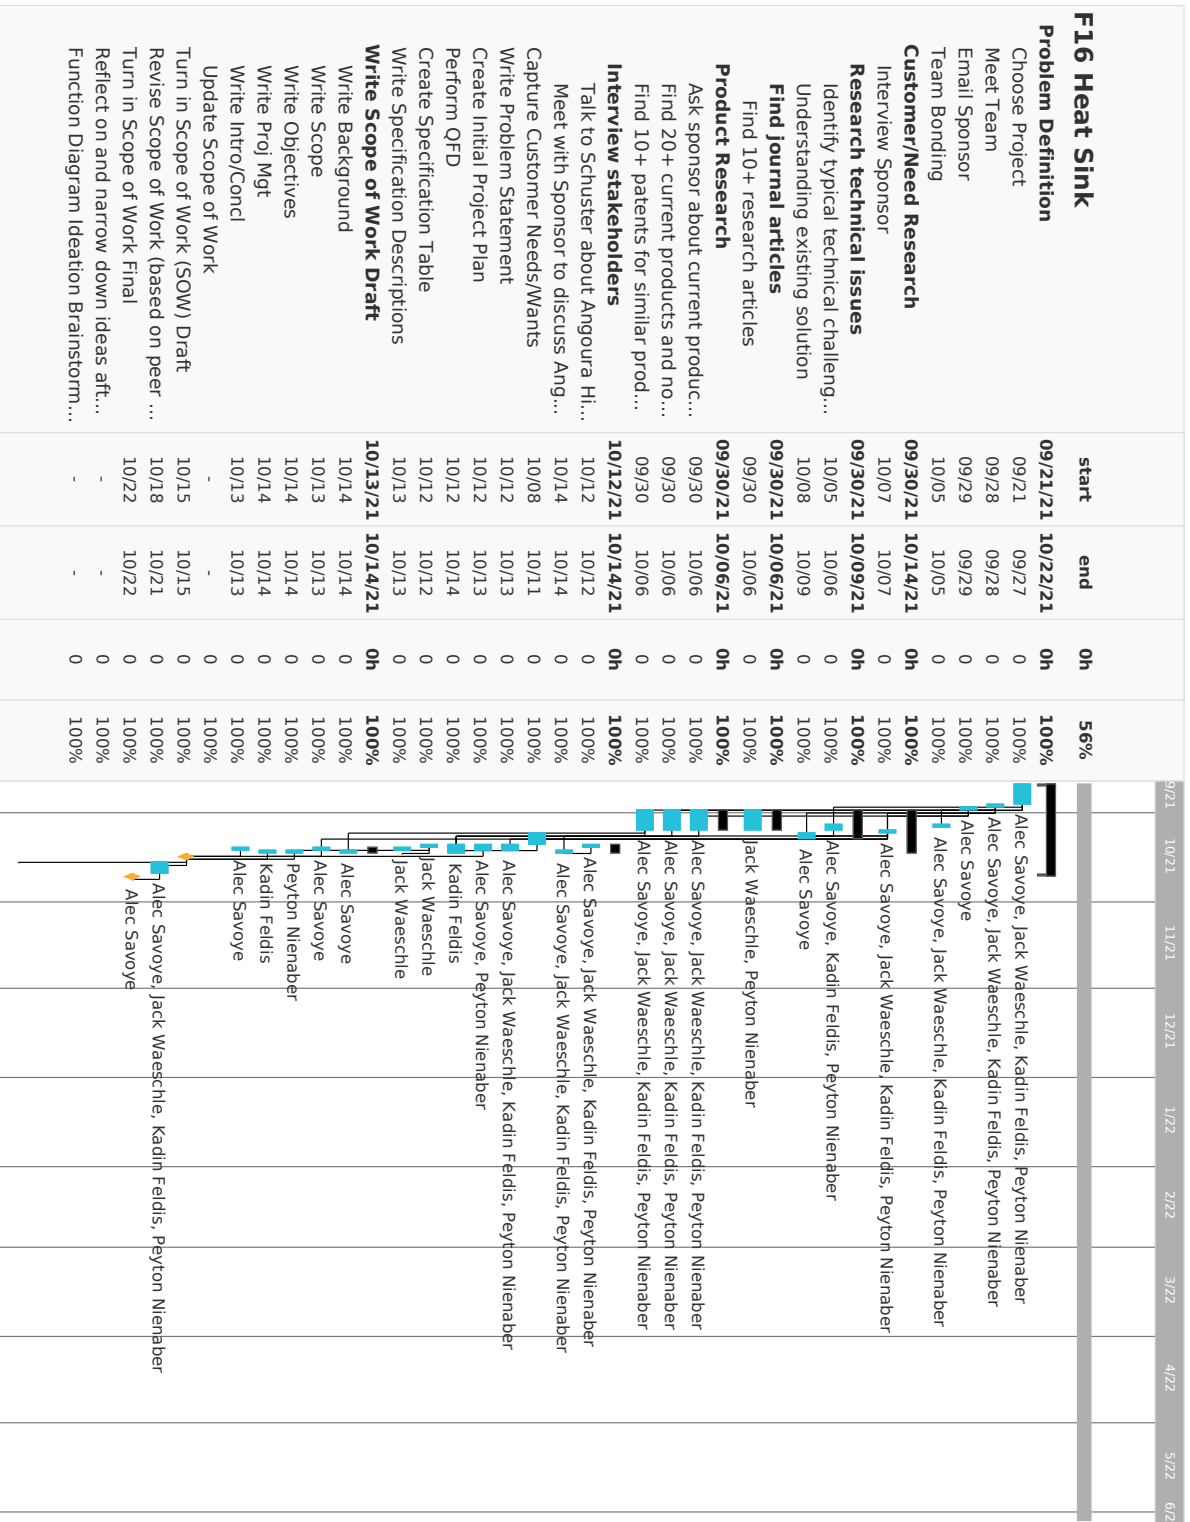 9/21 10/21 11/21 12/21 1/22 2/22 3/22 4/22 5/22 6/2
F16 Heat Sink start end 0h 56%
Problem Definition 09/21/21 10/22/21 0h 100%
Choose Project 09/21 09/27 0 100% Alec Savoye, Jack Waeschle, Kadin Feldis, Peyton Nienaber
Meet Team 09/28 09/28 0 100% Alec Savoye, Jack Waeschle, Kadin Feldis, Peyton Nienaber
Email Sponsor 09/29 09/29 0 100% Alec Savoye
Team Bonding 10/05 10/05 0 100% Alec Savoye, Jack Waeschle, Kadin Feldis, Peyton Nienaber
Customer/Need Research 09/30/21 10/14/21 0h 100%
Interview Sponsor 10/07 10/07 0 100% Alec Savoye, Jack Waeschle, Kadin Feldis, Peyton Nienaber
Research technical issues 09/30/21 10/09/21 0h 100%
Identify typical technical challeng... 10/05 10/06 0 100% Alec Savoye, Kadin Feldis, Peyton Nienaber
Understanding existing solution 10/08 10/09 0 100% Alec Savoye
Find journal articles 09/30/21 10/06/21 0h 100%
Find 10+ research articles 09/30 10/06 0 100% Jack Waeschle, Peyton Nienaber
Product Research 09/30/21 10/06/21 0h 100%
Ask sponsor about current produc... 09/30 10/06 0 100% Alec Savoye, Jack Waeschle, Kadin Feldis, Peyton Nienaber
Find 20+ current products and no... 09/30 10/06 0 100% Alec Savoye, Jack Waeschle, Kadin Feldis, Peyton Nienaber
Find 10+ patents for similar prod... 09/30 10/06 0 100% Alec Savoye, Jack Waeschle, Kadin Feldis, Peyton Nienaber
Interview stakeholders 10/12/21 10/14/21 0h 100%
Talk to Schuster about Angoura Hi... 10/12 10/12 0 100% Alec Savoye, Jack Waeschle, Kadin Feldis, Peyton Nienaber
Meet with Sponsor to discuss Ang... 10/14 10/14 0 100% Alec Savoye, Jack Waeschle, Kadin Feldis, Peyton Nienaber
Capture Customer Needs/Wants 10/08 10/11 0 100%
Write Problem Statement 10/12 10/13 0 100% Alec Savoye, Jack Waeschle, Kadin Feldis, Peyton Nienaber
Create Initial Project Plan 10/12 10/13 0 100% Alec Savoye, Peyton Nienaber
Perform QFD 10/12 10/14 0 100% Kadin Feldis
Create Specification Table 10/12 10/12 0 100% Jack Waeschle
Write Specification Descriptions 10/13 10/13 0 100% Jack Waeschle
Write Scope of Work Draft 10/13/21 10/14/21 0h 100%
Write Background 10/14 10/14 0 100% Alec Savoye
Write Scope 10/13 10/13 0 100% Alec Savoye
Write Objectives 10/14 10/14 0 100% Peyton Nienaber
Write Proj Mgt 10/14 10/14 0 100% Kadin Feldis
Write Intro/Concl 10/13 10/13 0 100% Alec Savoye
Update Scope of Work - - 0 100%
Turn in Scope of Work (SOW) Draft 10/15 10/15 0 100%
Revise Scope of Work (based on peer ... 10/18 10/21 0 100% Alec Savoye, Jack Waeschle, Kadin Feldis, Peyton Nienaber
Turn in Scope of Work Final 10/22 10/22 0 100% Alec Savoye
Reflect on and narrow down ideas aft... - - 0 100%
Function Diagram Ideation Brainstorm... - - 0 100%